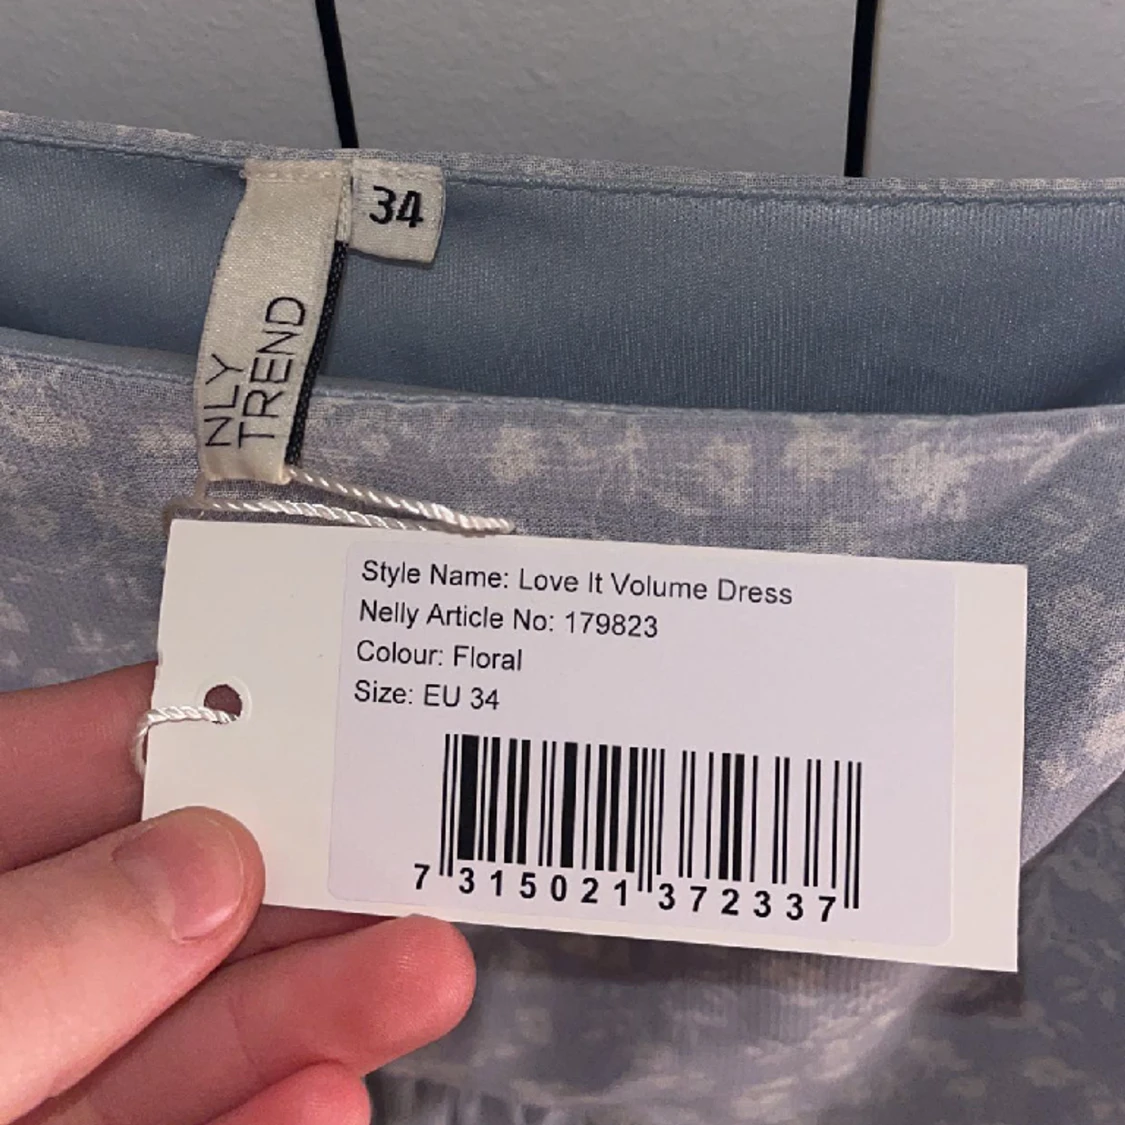 34
NLY
TREND
Style Name: Love It Volume Dress
Nelly Article No: 179823
Colour: Floral
Size: EU 34
7 315021 372337